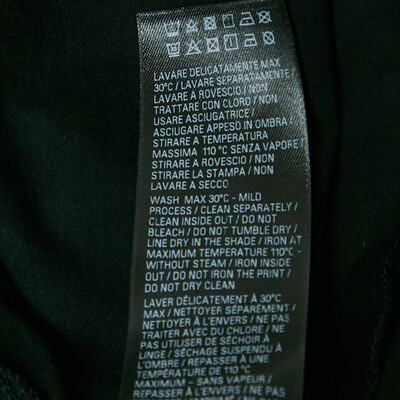 LAVARE DELICATAMENTE MAX
30°C / LAVARE SEPARATAMENTE /
LAVARE A ROVESCIO / NON
TRATTARE CON CLORO / NON
USARE ASCIUGATRICE /
ASCIUGARE APPESO IN OMBRA /
STIRARE A TEMPERATURA
MASSIMA 110°C SENZA VAPORE /
STIRARE A ROVESCIO / NON
STIRARE LA STAMPA / NON
LAVARE A SECCO
WASH MAX 30°C - MILD
PROCESS / CLEAN SEPARATELY /
CLEAN INSIDE OUT / DO NOT
BLEACH / DO NOT TUMBLE DRY /
LINE DRY IN THE SHADE / IRON AT
MAXIMUM TEMPERATURE 110°C -
WITHOUT STEAM / IRON INSIDE
OUT / DO NOT IRON THE PRINT /
DO NOT DRY CLEAN
LAVER DÉLICATEMENT À 30°C
MAX / NETTOYER SÉPARÉMENT /
NETTOYER À L'ENVERS / NE PAS
TRAITER AVEC DU CHLORE / NE
PAS UTILISER DE SÉCHOIR À
LINGE / SÉCHAGE SUSPENDU À
L'OMBRE / REPASSER À UNE
TEMPÉRATURE DE 110°C
MAXIMUM - SANS VAPEUR /
REPASSER À L'ENVERS / NE PAS